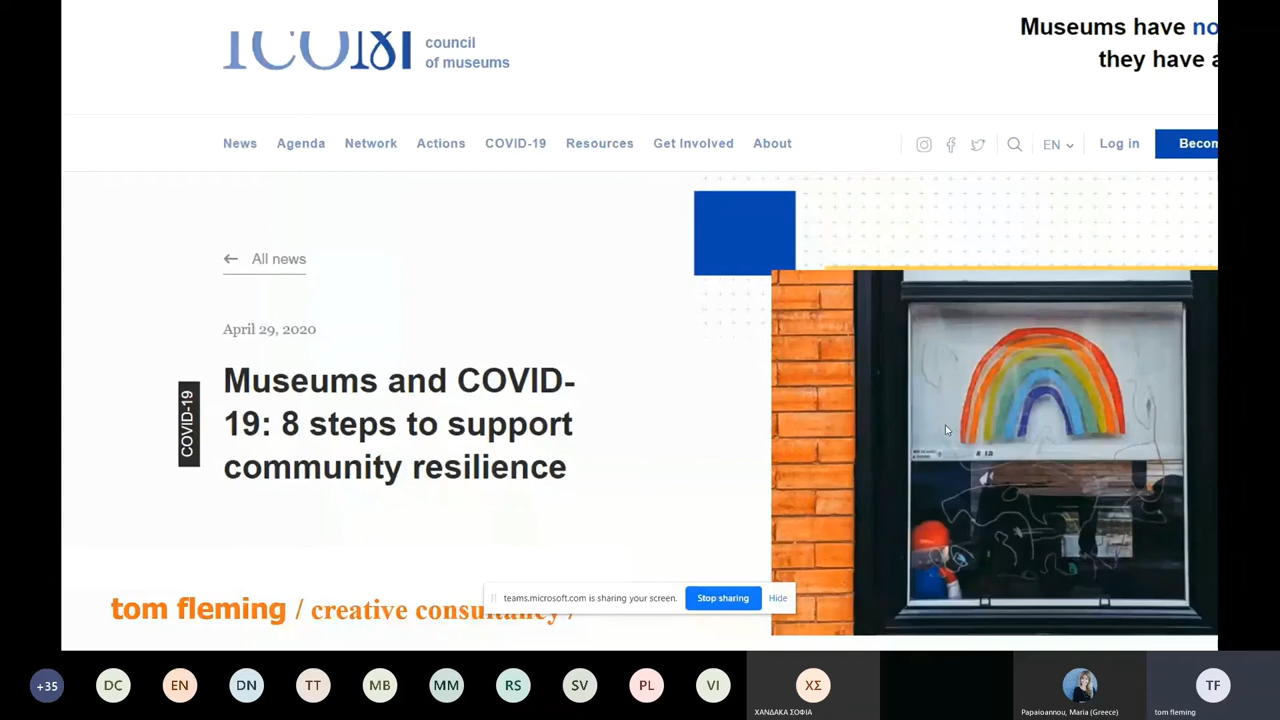 ICOM
council
of museums
Museums have no
they have a
News Agenda Network Actions COVID-19 Resources Get Involved About
EN Log in Becom
← All news
April 29, 2020
COVID-19
Museums and COVID-
19: 8 steps to support
community resilience
tom fleming / creative consultancy /
teams.microsoft.com is sharing your screen. Stop sharing Hide
+35 DC EN DN TT MB MM RS SV PL VI ΧΣ TF
ΧΑΝΔΑΚΑ ΣΟΦΙΑ
Papaioannou, Maria (Greece)
tom fleming